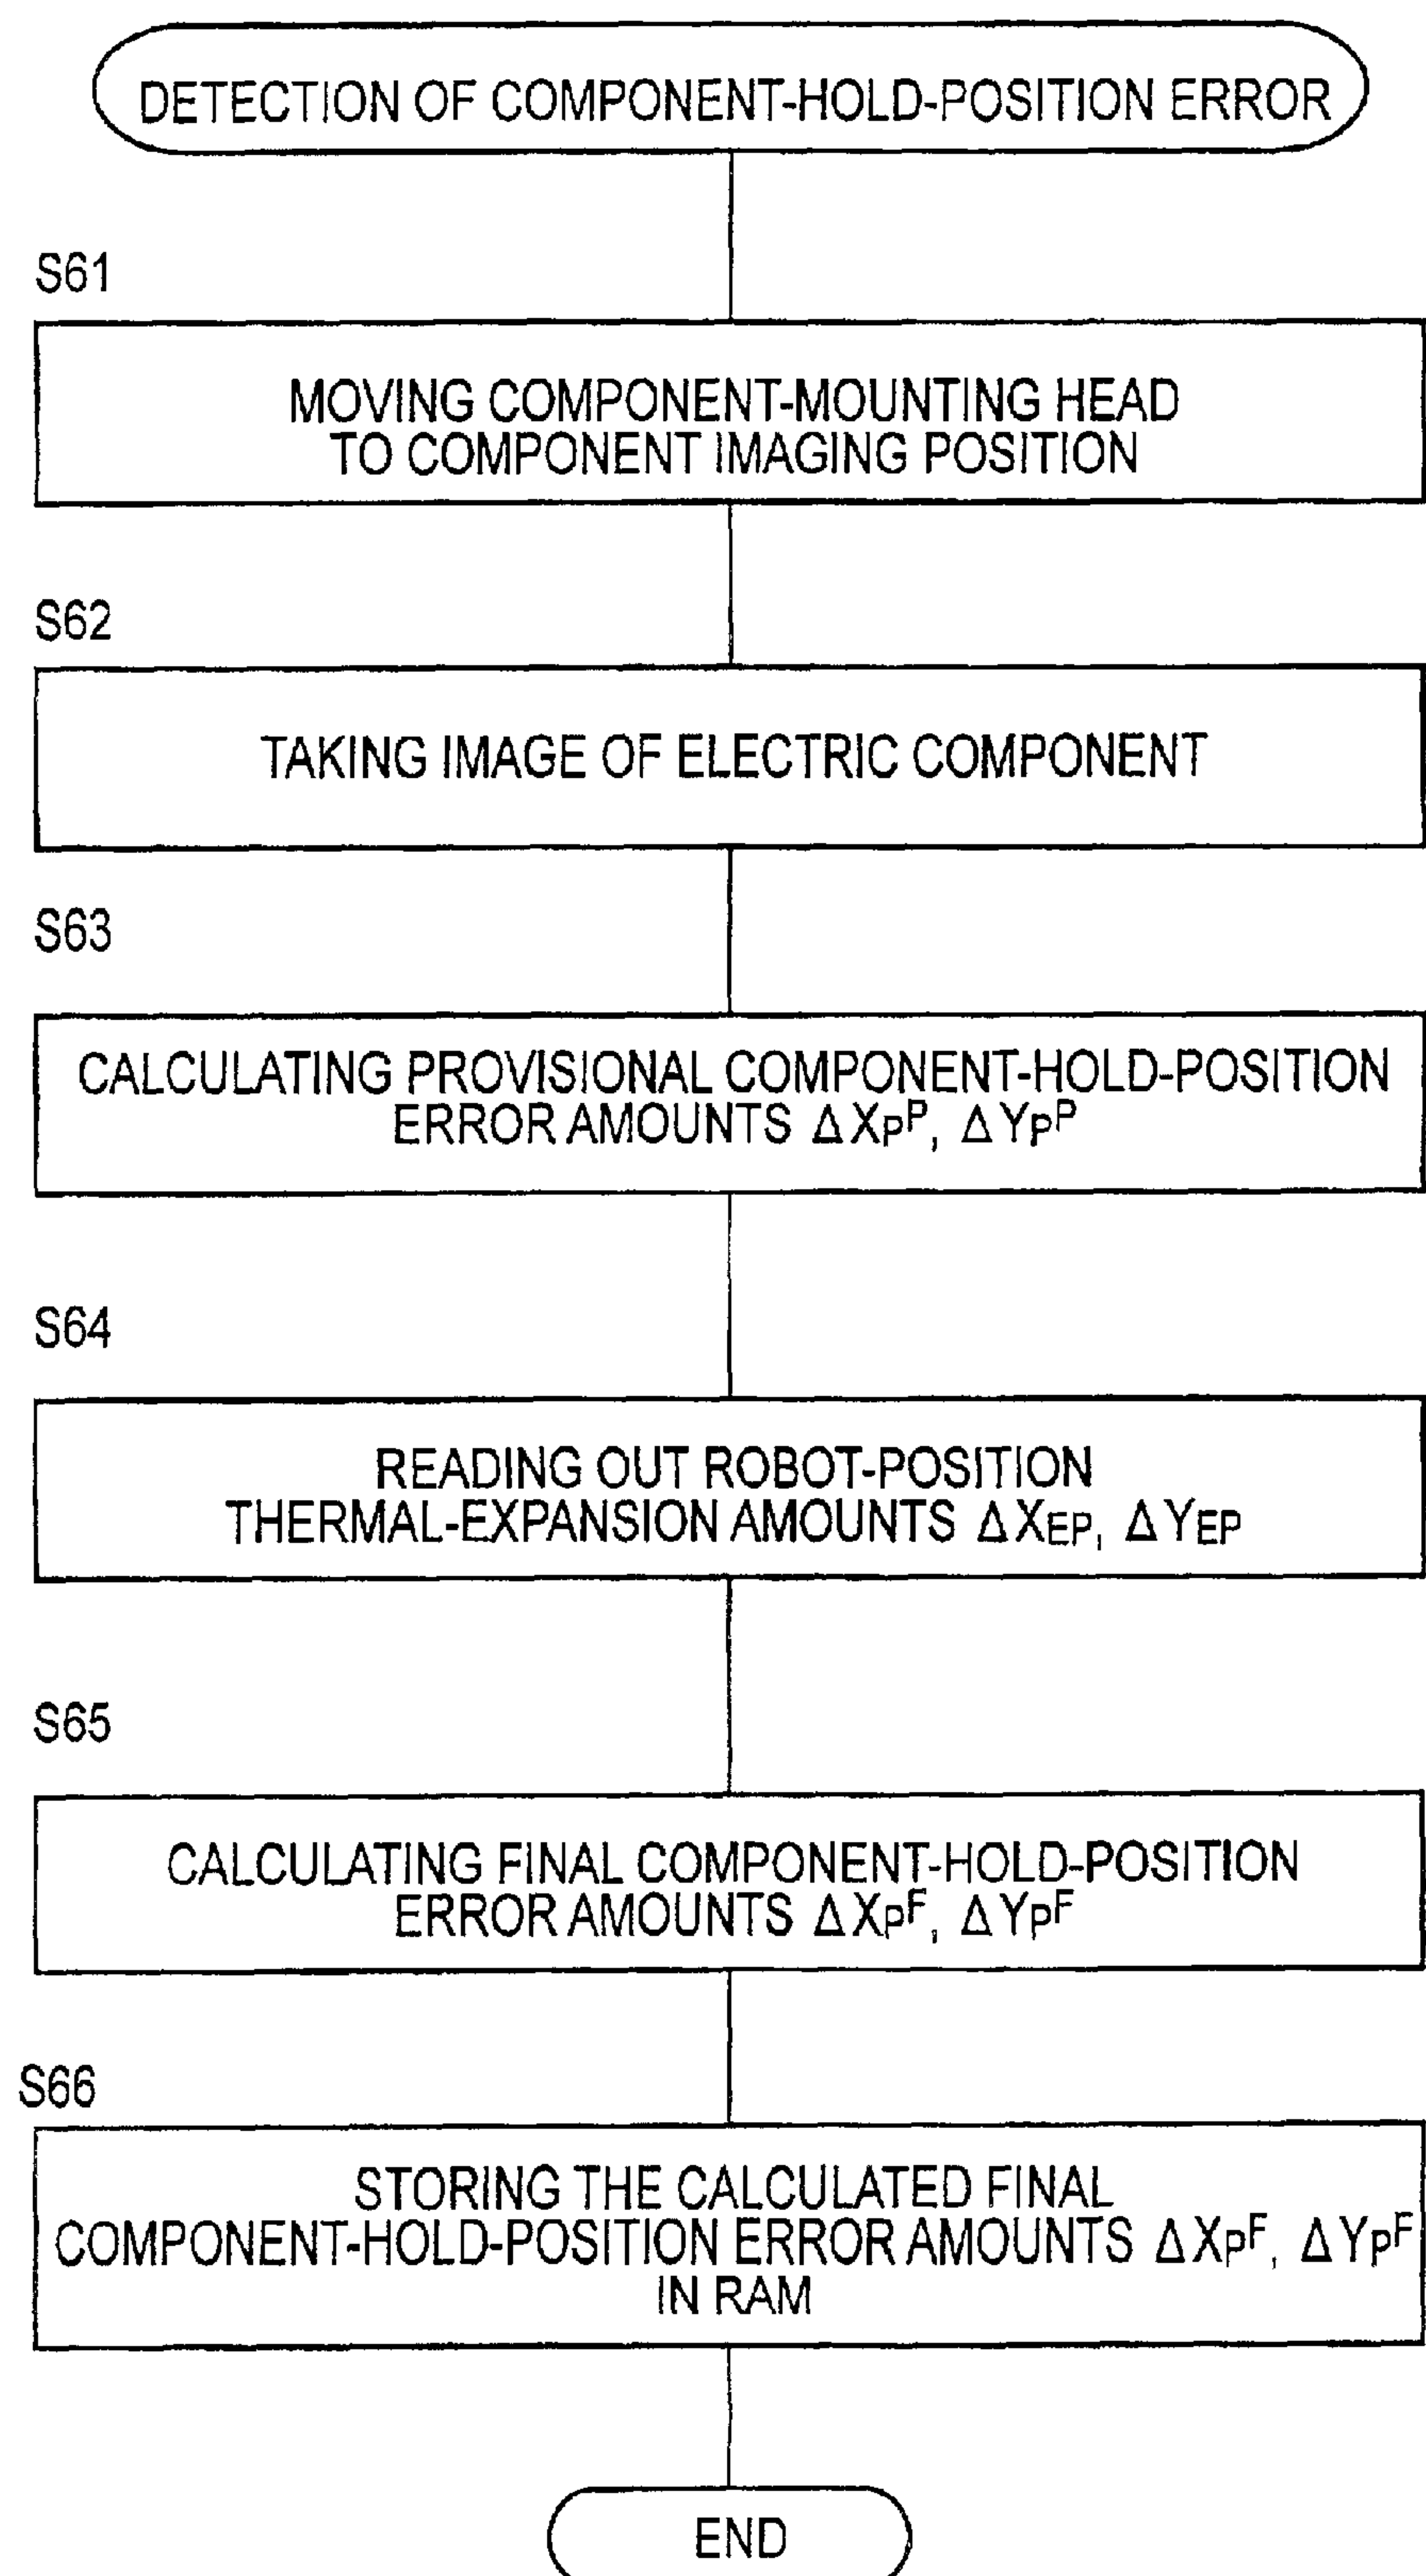 DETECTION OF COMPONENT-HOLD-POSITION ERROR
S61
MOVING COMPONENT-MOUNTING HEAD
TO COMPONENT IMAGING POSITION
S62
TAKING IMAGE OF ELECTRIC COMPONENT
S63
CALCULATING PROVISIONAL COMPONENT-HOLD-POSITION
ERROR AMOUNTS ΔXPᴾ, ΔYPᴾ
S64
READING OUT ROBOT-POSITION
THERMAL-EXPANSION AMOUNTS ΔXEP, ΔYEP
S65
CALCULATING FINAL COMPONENT-HOLD-POSITION
ERROR AMOUNTS ΔXPF, ΔYPF
S66
STORING THE CALCULATED FINAL
COMPONENT-HOLD-POSITION ERROR AMOUNTS ΔXPF, ΔYPF
IN RAM
END